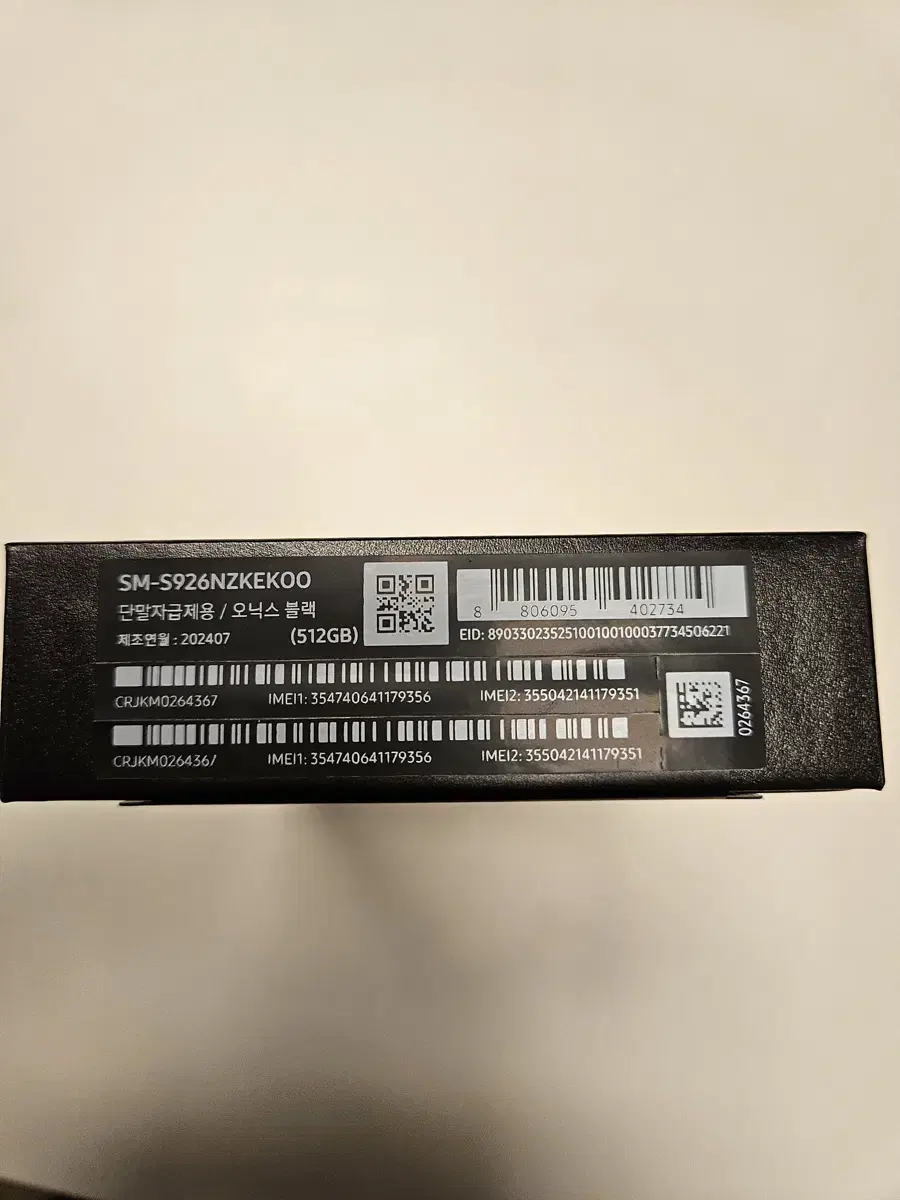 SM-S926NZKEKOO
단말자급제용 / 오닉스 블랙
제조연월 : 202407 (512GB)
8 806095 402734
EID: 89033023525100100100037734506221
CRJKM0264367 IMEI1: 354740641179356 IMEI2: 355042141179351
0264367
CRJKM0264367 IMEI1: 354740641179356 IMEI2: 355042141179351